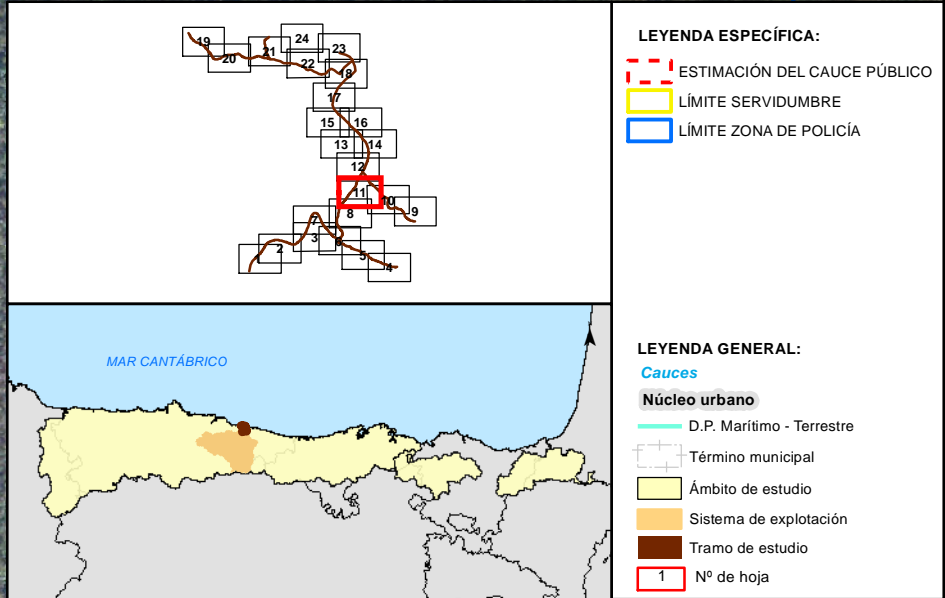 24
19
23
21
20
22
18
17
15
16
13
14
12
11
10
9
8
7
3
6
2
5
1
4
MAR CANTÁBRICO
LEYENDA ESPECÍFICA:
ESTIMACIÓN DEL CAUCE PÚBLICO
LÍMITE SERVIDUMBRE
LÍMITE ZONA DE POLICÍA
LEYENDA GENERAL:
Cauces
Núcleo urbano
D.P. Marítimo - Terrestre
Término municipal
Ámbito de estudio
Sistema de explotación
Tramo de estudio
1 Nº de hoja